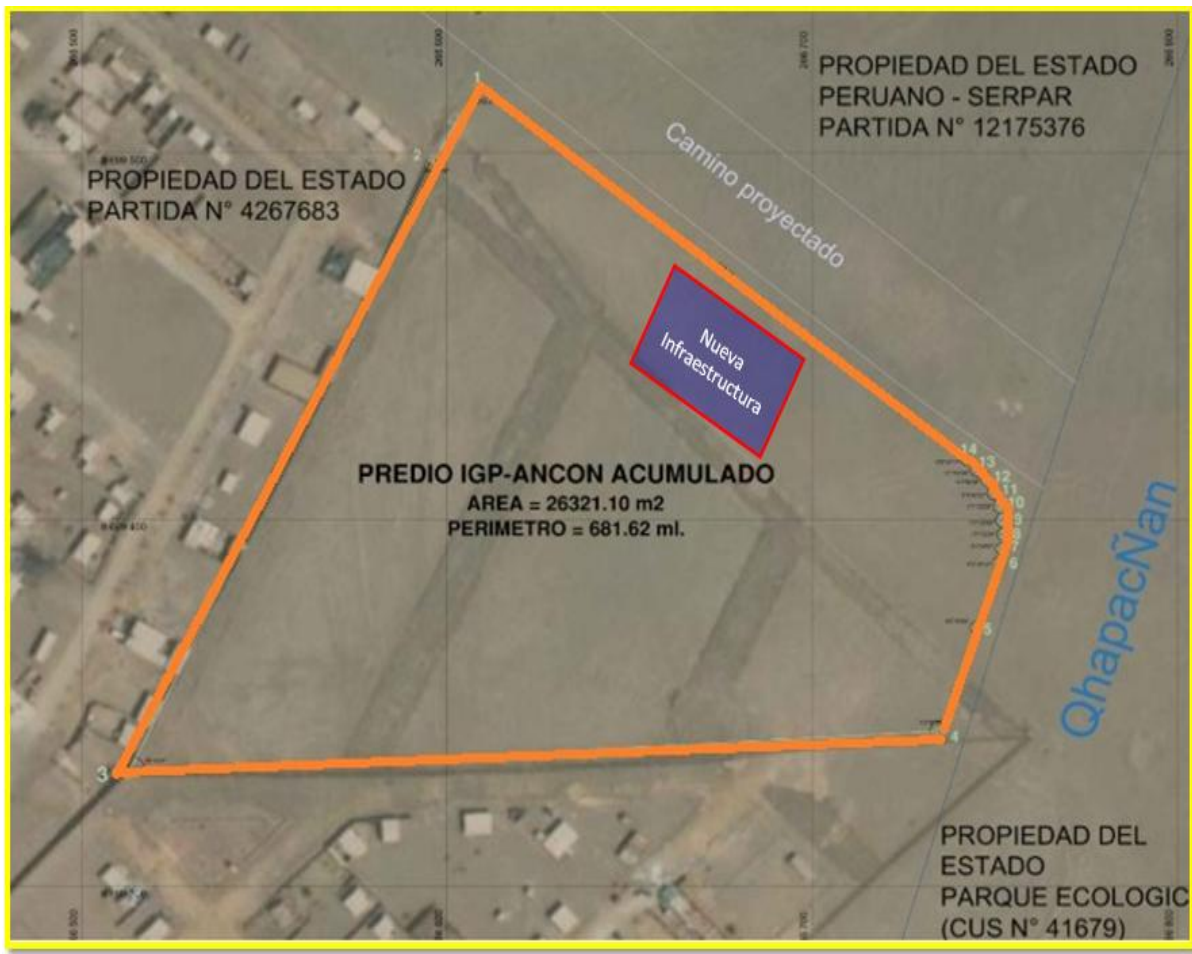 PROPIEDAD DEL ESTADO
PERUANO - SERPAR
PARTIDA N° 12175376
1
Camino proyectado
2
PROPIEDAD DEL ESTADO
PARTIDA N° 4267683
Nueva
Infraestructura
PREDIO IGP-ANCON ACUMULADO
AREA = 26321.10 m2
PERIMETRO = 681.62 ml.
14
13
12
11
10
9
8
7
6
5
4
3
QhapacÑan
PROPIEDAD DEL
ESTADO
PARQUE ECOLOGIC
(CUS N° 41679)